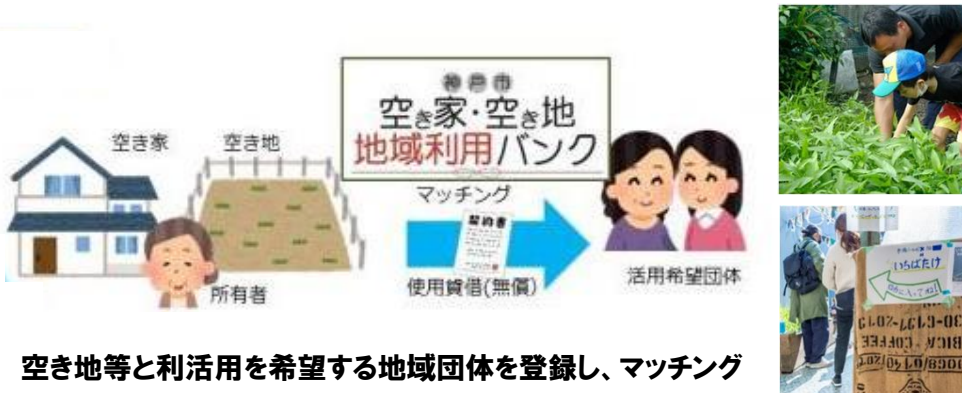 神戸市
空き家・空き地
地域利用バンク
空き家
空き地
マッチング
契約書
所有者
使用貸借(無償)
活用希望団体
空き地等と利活用を希望する地域団体を登録し、マッチング
いちばたけ